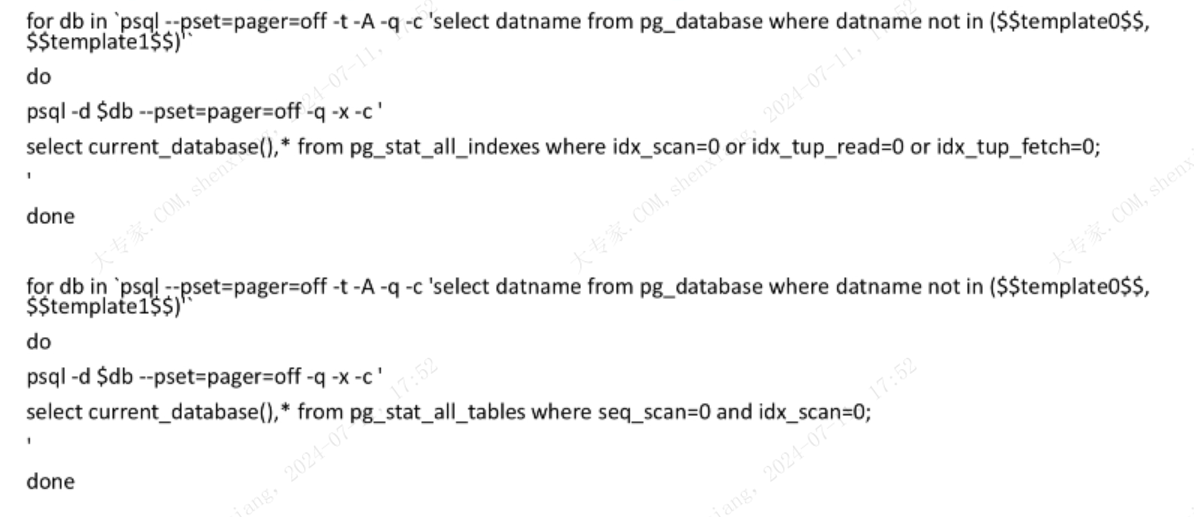 for db in `psql --pset=pager=off -t -A -q -c 'select datname from pg_database where datname not in ($$template0$$,
$$template1$$)'`
do
psql -d $db --pset=pager=off -q -x -c '
select current_database(),* from pg_stat_all_indexes where idx_scan=0 or idx_tup_read=0 or idx_tup_fetch=0;
'
done
for db in `psql --pset=pager=off -t -A -q -c 'select datname from pg_database where datname not in ($$template0$$,
$$template1$$)'`
do
psql -d $db --pset=pager=off -q -x -c '
select current_database(),* from pg_stat_all_tables where seq_scan=0 and idx_scan=0;
'
done